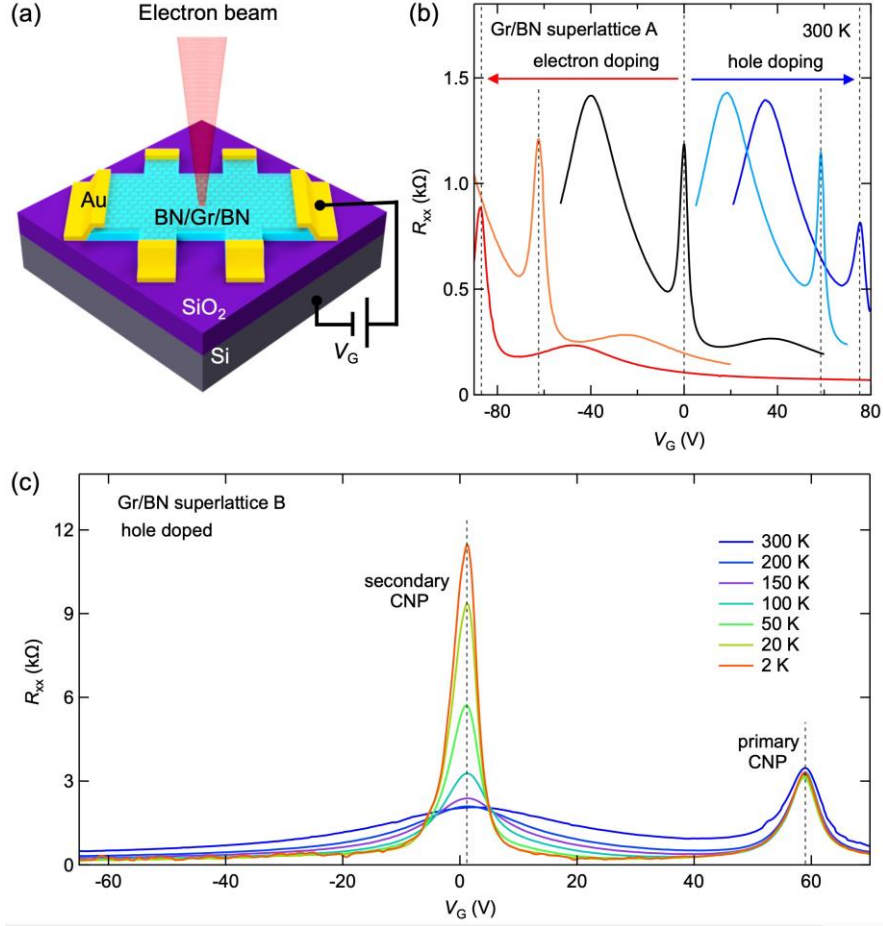 (a)
Electron beam
Au
BN/Gr/BN
SiO2
Si
VG
(b)
Gr/BN superlattice A
300 K
electron doping
hole doping
1.5
1.0
0.5
0
Rxx (kΩ)
-80
-40
0
40
80
VG (V)
(c)
Gr/BN superlattice B
hole doped
secondary
CNP
primary
CNP
300 K
200 K
150 K
100 K
50 K
20 K
2 K
12
9
6
3
0
Rxx (kΩ)
-60
-40
-20
0
20
40
60
VG (V)